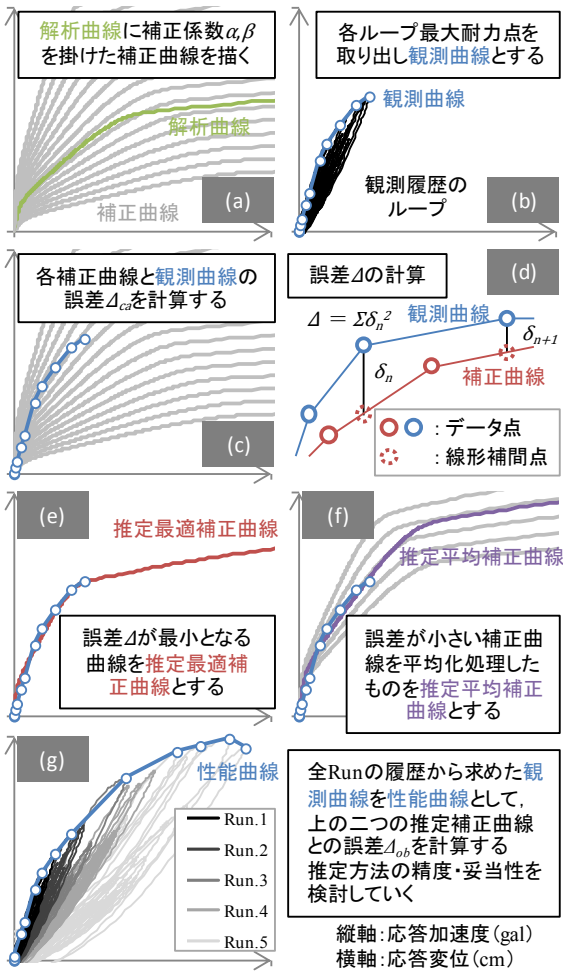 解析曲線に補正係数α,β
を掛けた補正曲線を描く
解析曲線
補正曲線
(a)
各ループ最大耐力点を
取り出し観測曲線とする
観測曲線
観測履歴の
ループ
(b)
各補正曲線と観測曲線の
誤差Δcaを計算する
(c)
誤差Δの計算
(d)
Δ = Σδn²
観測曲線
δn+1
δn
補正曲線
: データ点
: 線形補間点
(e)
推定最適補正曲線
誤差Δが最小となる
曲線を推定最適補
正曲線とする
(f)
推定平均補正曲線
誤差が小さい補正曲
線を平均化処理した
ものを推定平均補正
曲線とする
(g)
性能曲線
Run.1
Run.2
Run.3
Run.4
Run.5
全Runの履歴から求めた観
測曲線を性能曲線として,
上の二つの推定補正曲線
との誤差Δobを計算する
推定方法の精度・妥当性を
検討していく
縦軸:応答加速度(gal)
横軸:応答変位(cm)